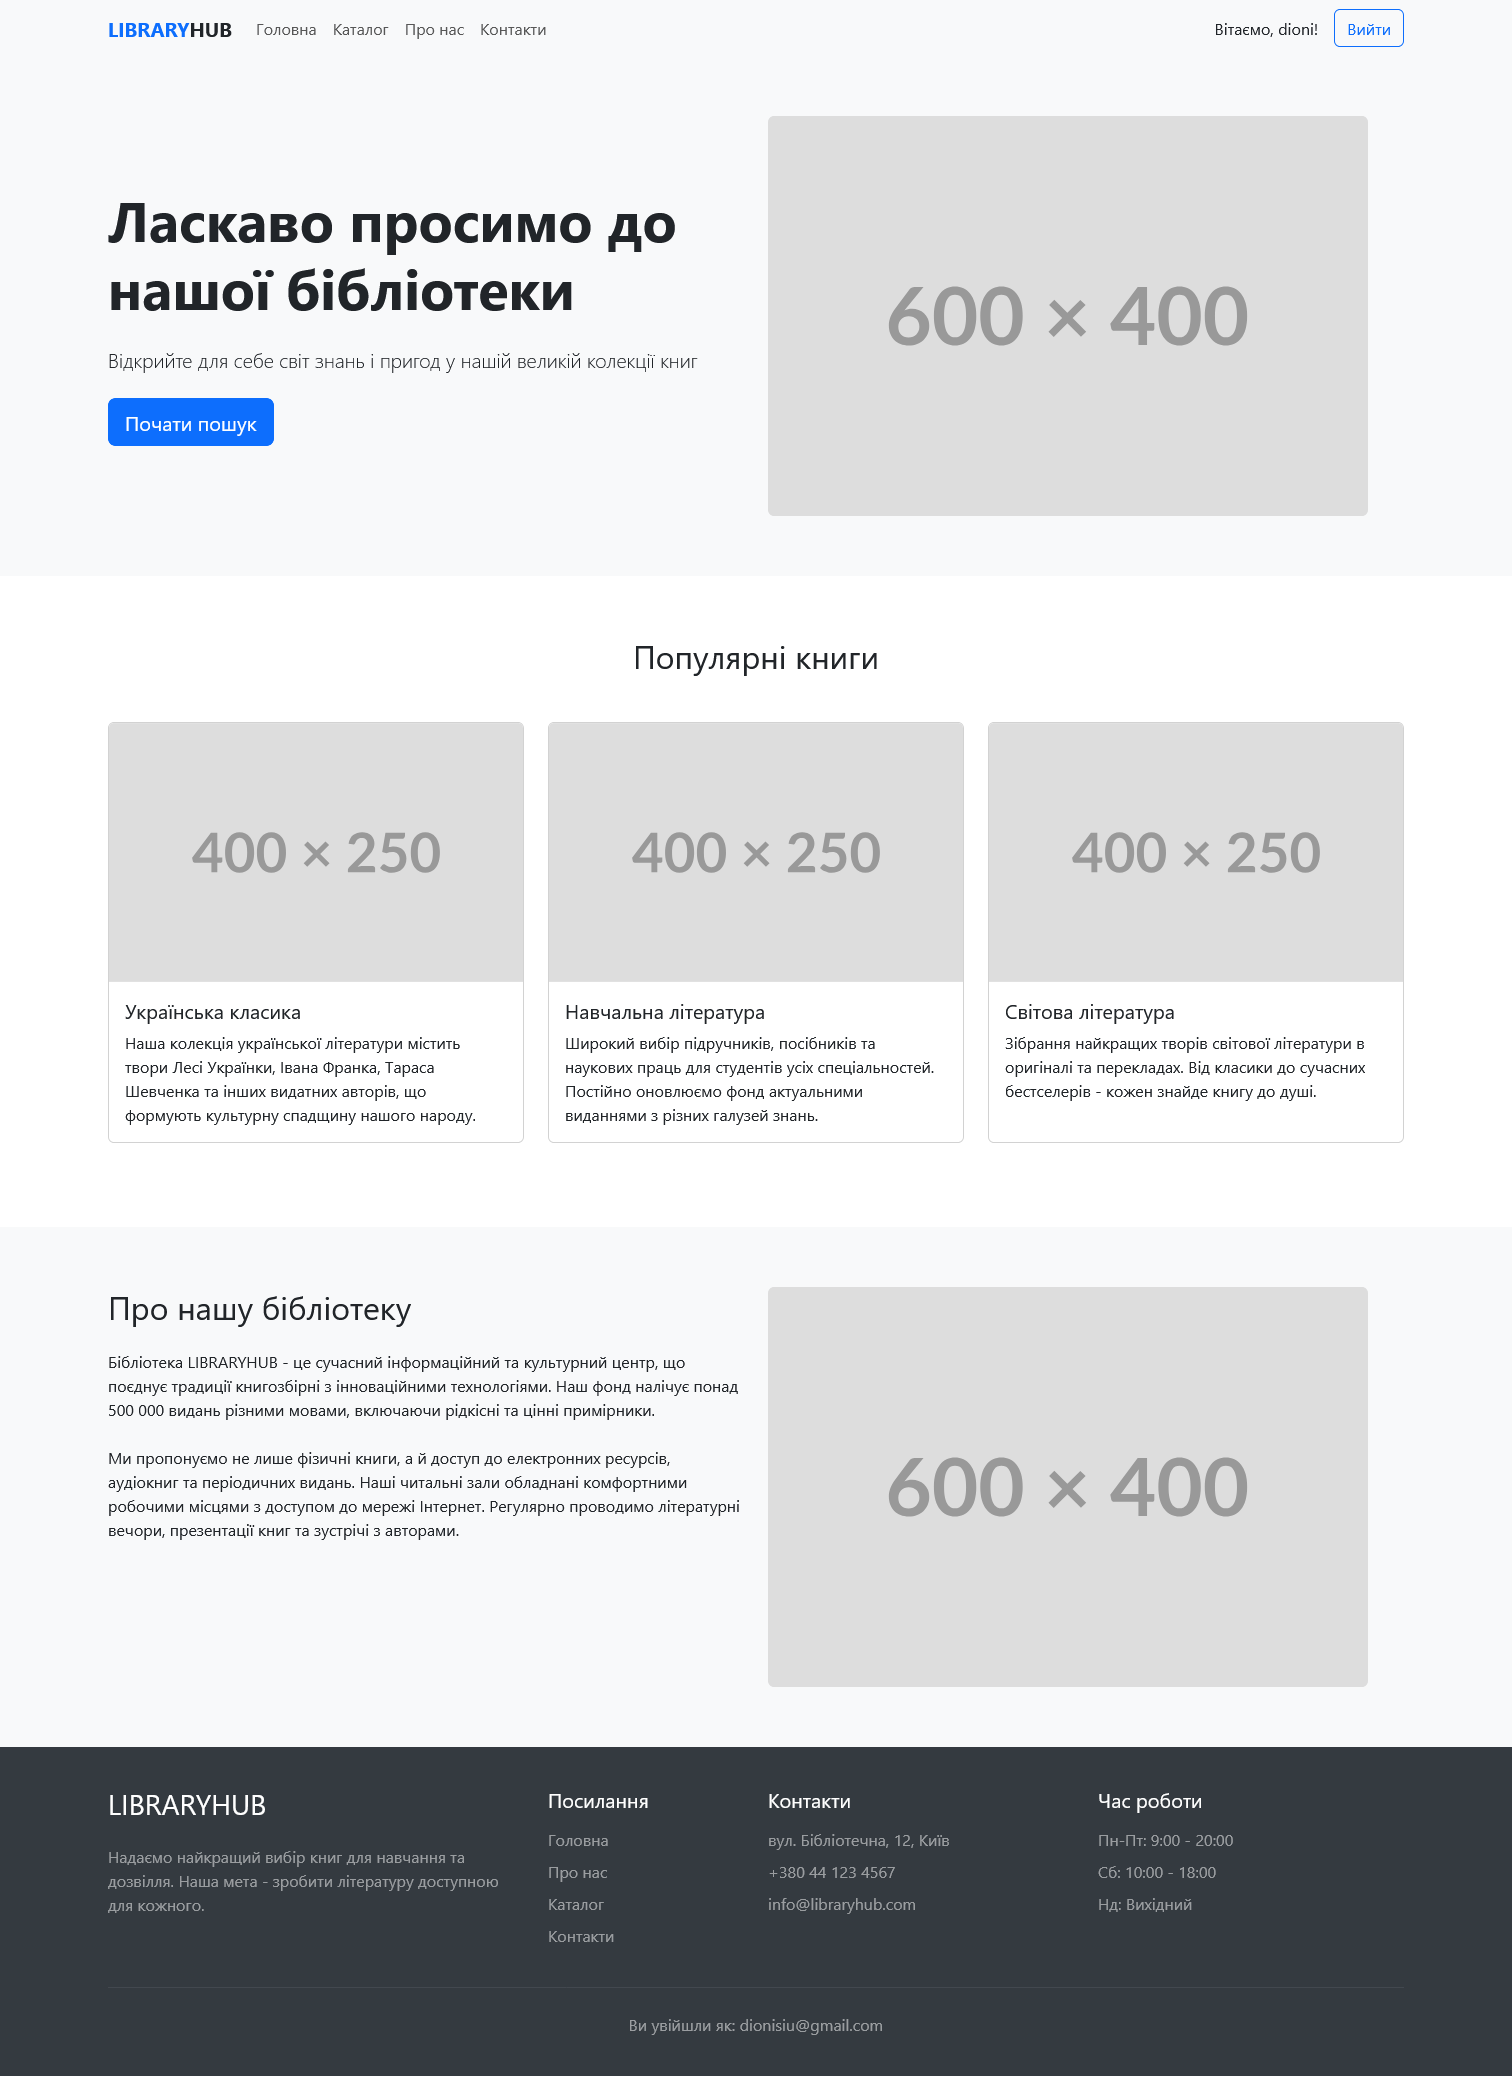 LIBRARYHUB Головна Каталог Про нас Контакти Вітаємо, dioni! Вийти
Ласкаво просимо до
нашої бібліотеки
Відкрийте для себе світ знань і пригод у нашій великій колекції книг
Почати пошук
600 × 400
Популярні книги
400 × 250
Українська класика
Наша колекція української літератури містить
твори Лесі Українки, Івана Франка, Тараса
Шевченка та інших видатних авторів, що
формують культурну спадщину нашого народу.
400 × 250
Навчальна література
Широкий вибір підручників, посібників та
наукових праць для студентів усіх спеціальностей.
Постійно оновлюємо фонд актуальними
виданнями з різних галузей знань.
400 × 250
Світова література
Зібрання найкращих творів світової літератури в
оригіналі та перекладах. Від класики до сучасних
бестселерів - кожен знайде книгу до душі.
Про нашу бібліотеку
Бібліотека LIBRARYHUB - це сучасний інформаційний та культурний центр, що
поєднує традиції книгозбірні з інноваційними технологіями. Наш фонд налічує понад
500 000 видань різними мовами, включаючи рідкісні та цінні примірники.
Ми пропонуємо не лише фізичні книги, а й доступ до електронних ресурсів,
аудіокниг та періодичних видань. Наші читальні зали обладнані комфортними
робочими місцями з доступом до мережі Інтернет. Регулярно проводимо літературні
вечори, презентації книг та зустрічі з авторами.
600 × 400
LIBRARYHUB
Надаємо найкращий вибір книг для навчання та
дозвілля. Наша мета - зробити літературу доступною
для кожного.
Посилання
Головна
Про нас
Каталог
Контакти
Контакти
вул. Бібліотечна, 12, Київ
+380 44 123 4567
info@libraryhub.com
Час роботи
Пн-Пт: 9:00 - 20:00
Сб: 10:00 - 18:00
Нд: Вихідний
Ви увійшли як: dionisiu@gmail.com